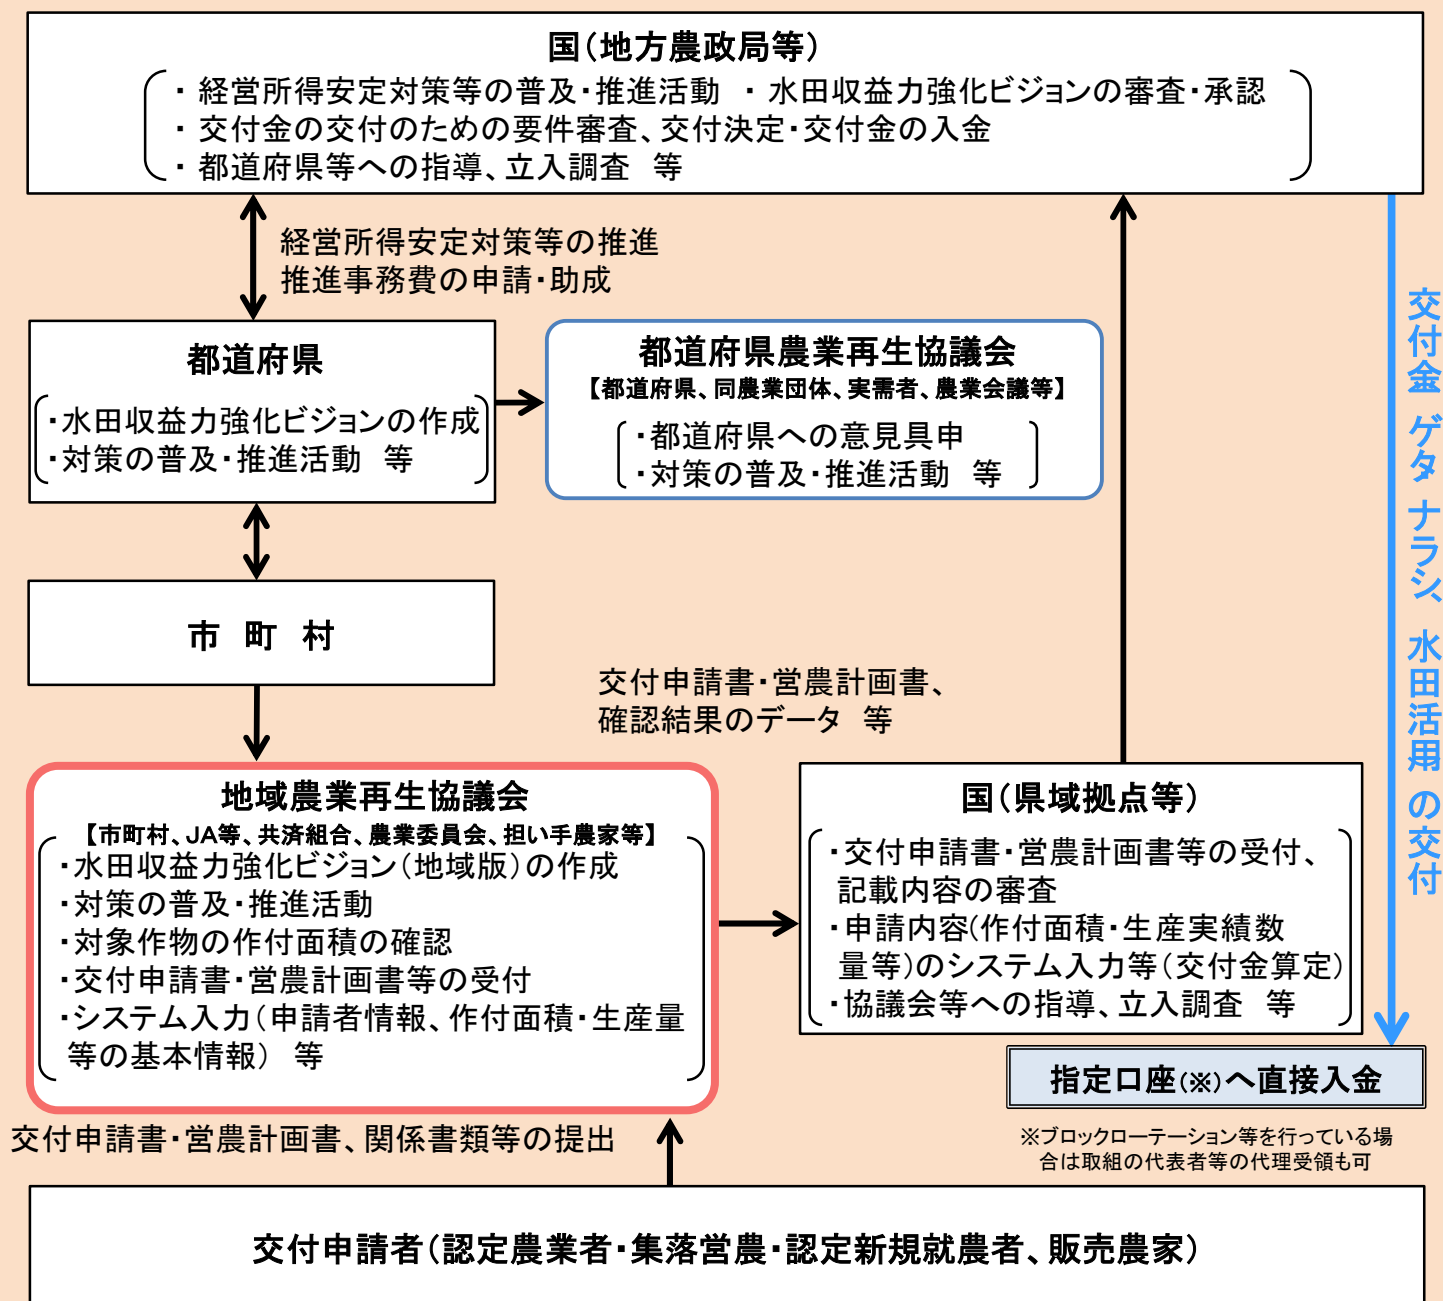 国（地方農政局等）
・ 経営所得安定対策等の普及・推進活動　・ 水田収益力強化ビジョンの審査・承認
・ 交付金の交付のための要件審査、交付決定・交付金の入金
・ 都道府県等への指導、立入調査　等
経営所得安定対策等の推進
推進事務費の申請・助成
都道府県
・水田収益力強化ビジョンの作成
・対策の普及・推進活動　等
都道府県農業再生協議会
【都道府県、同農業団体、実需者、農業会議等】
・都道府県への意見具申
・対策の普及・推進活動　等
市　町　村
交付申請書・営農計画書、
確認結果のデータ　等
交付金 ゲタ ナラシ、水田活用 の交付
地域農業再生協議会
【市町村、JA等、共済組合、農業委員会、担い手農家等】
・水田収益力強化ビジョン（地域版）の作成
・対策の普及・推進活動
・対象作物の作付面積の確認
・交付申請書・営農計画書等の受付
・システム入力（申請者情報、作付面積・生産量
等の基本情報）　等
国（県域拠点等）
・交付申請書・営農計画書等の受付、
記載内容の審査
・申請内容（作付面積・生産実績数
量等）のシステム入力等（交付金算定）
・協議会等への指導、立入調査　等
指定口座（※）へ直接入金
※ブロックローテーション等を行っている場
合は取組の代表者等の代理受領も可
交付申請書・営農計画書、関係書類等の提出
交付申請者（認定農業者・集落営農・認定新規就農者、販売農家）